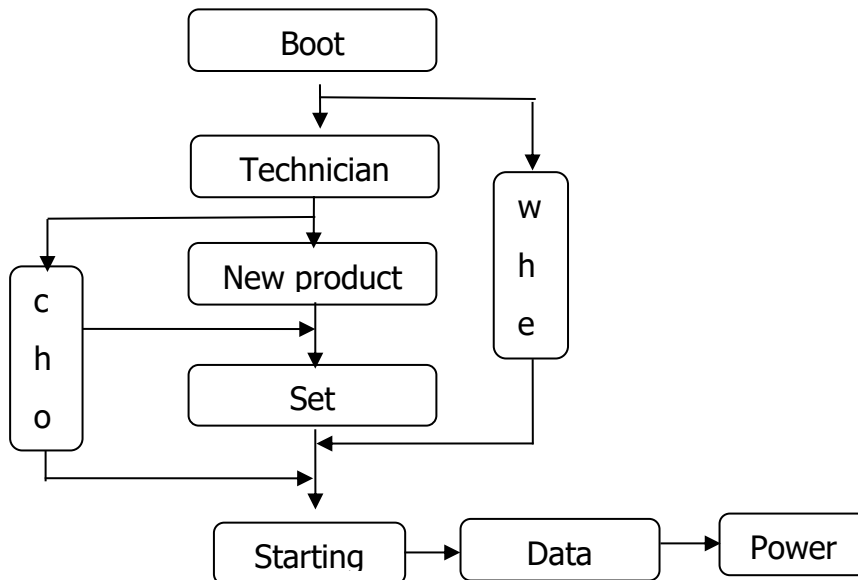 Boot
Technician
w
h
e
New product
c
h
o
Set
Starting
Data
Power